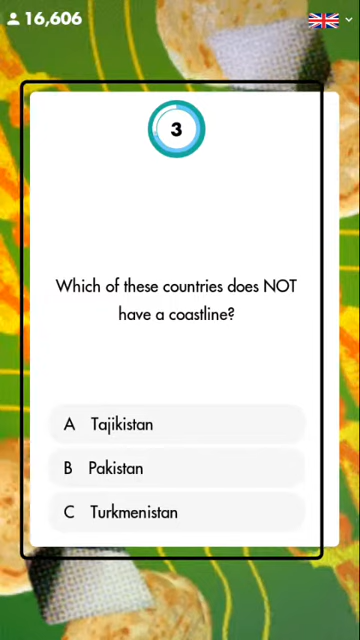 16,606
3
Which of these countries does NOT
have a coastline?
A Tajikistan
B Pakistan
C Turkmenistan